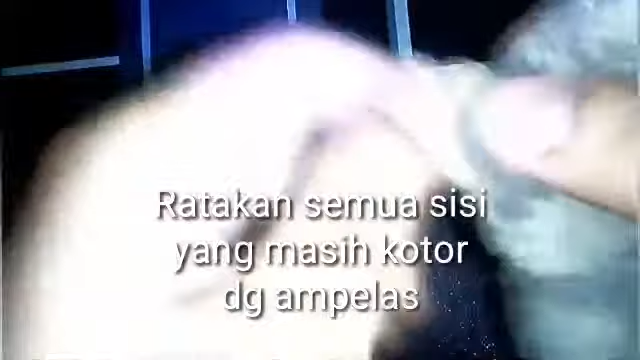 Ratakan semua sisi
yang masih kotor
dg ampelas